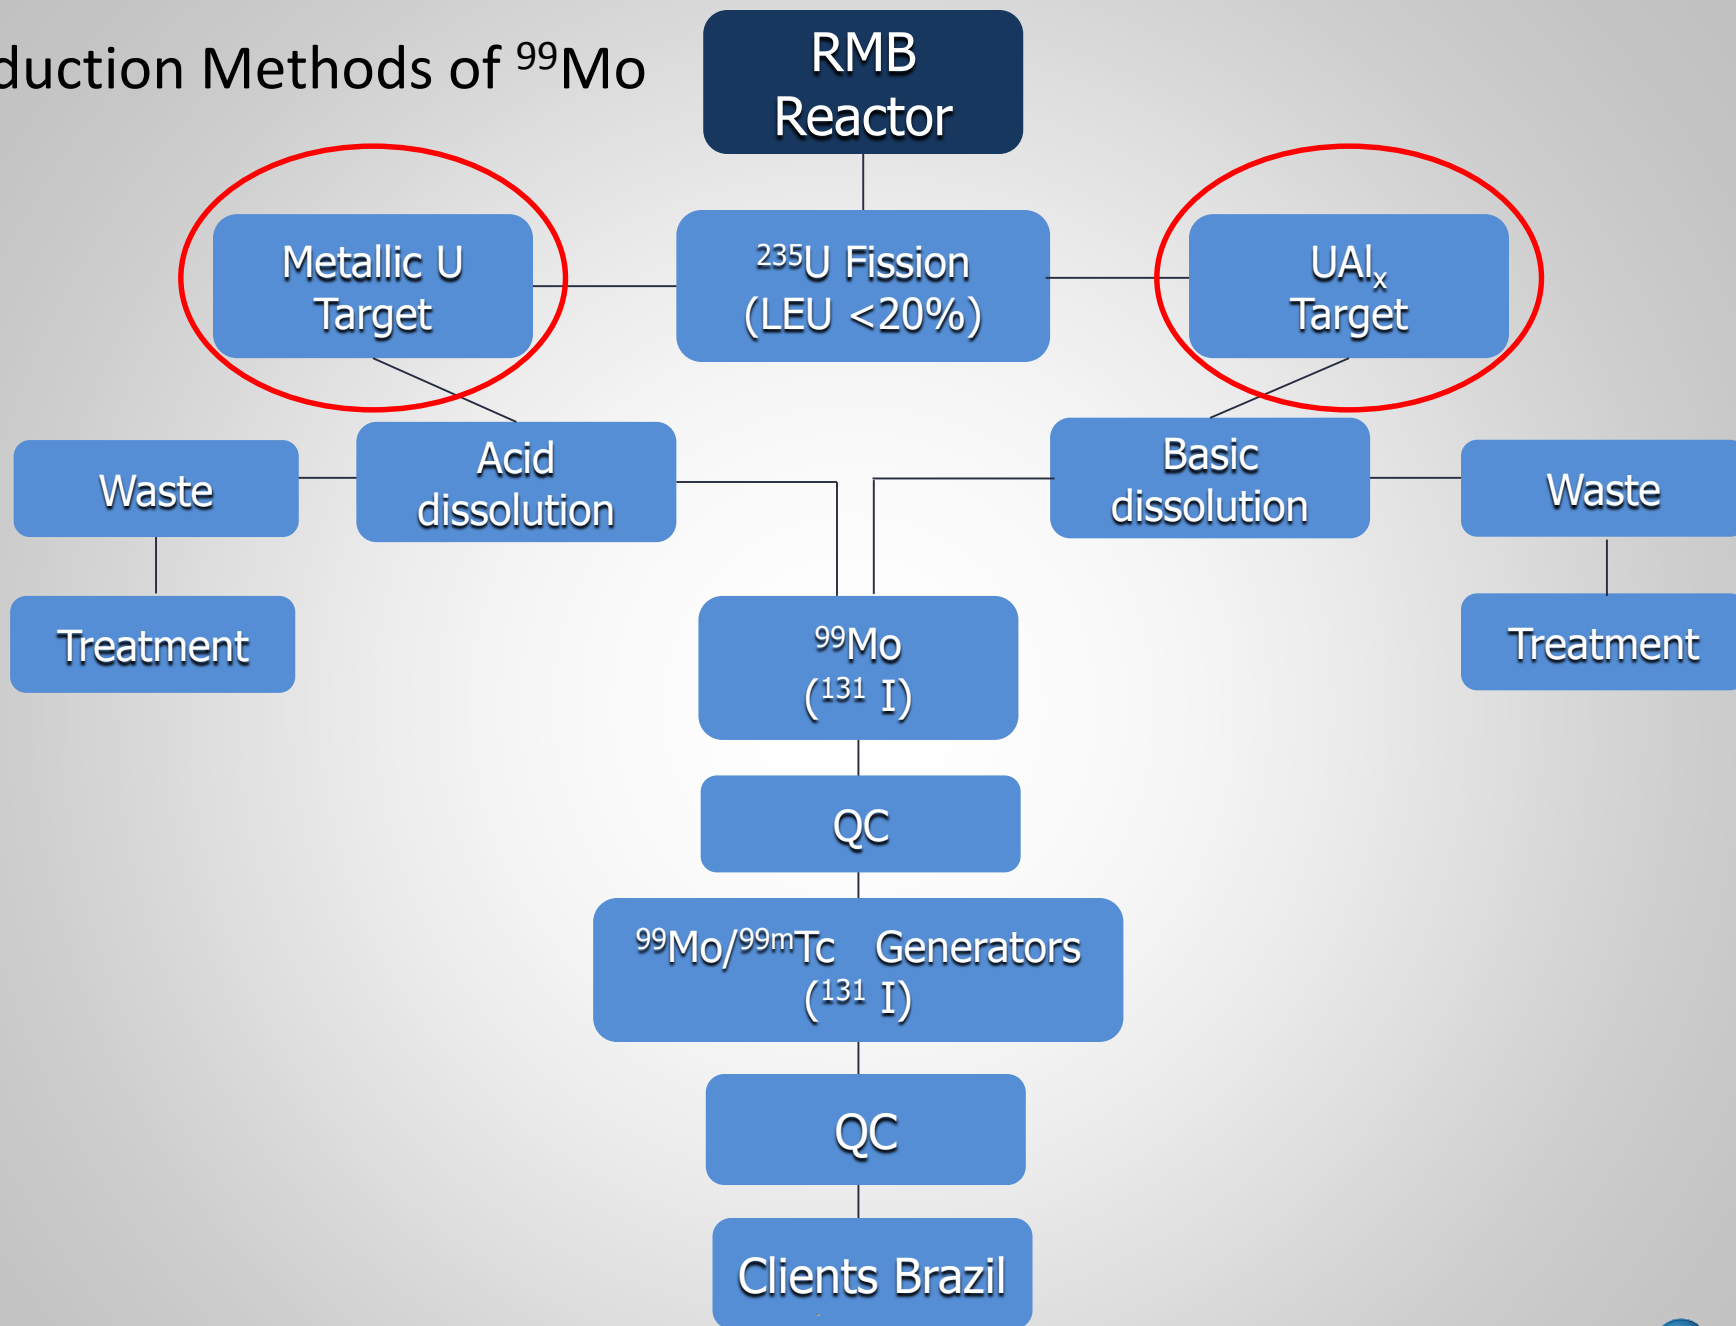 duction Methods of ⁹⁹Mo
RMB
Reactor
Metallic U
Target
²³⁵U Fission
(LEU <20%)
UAlₓ
Target
Acid
dissolution
Basic
dissolution
Waste
Waste
Treatment
Treatment
⁹⁹Mo
(¹³¹ I)
QC
⁹⁹Mo/⁹⁹ᵐTc Generators
(¹³¹ I)
QC
Clients Brazil